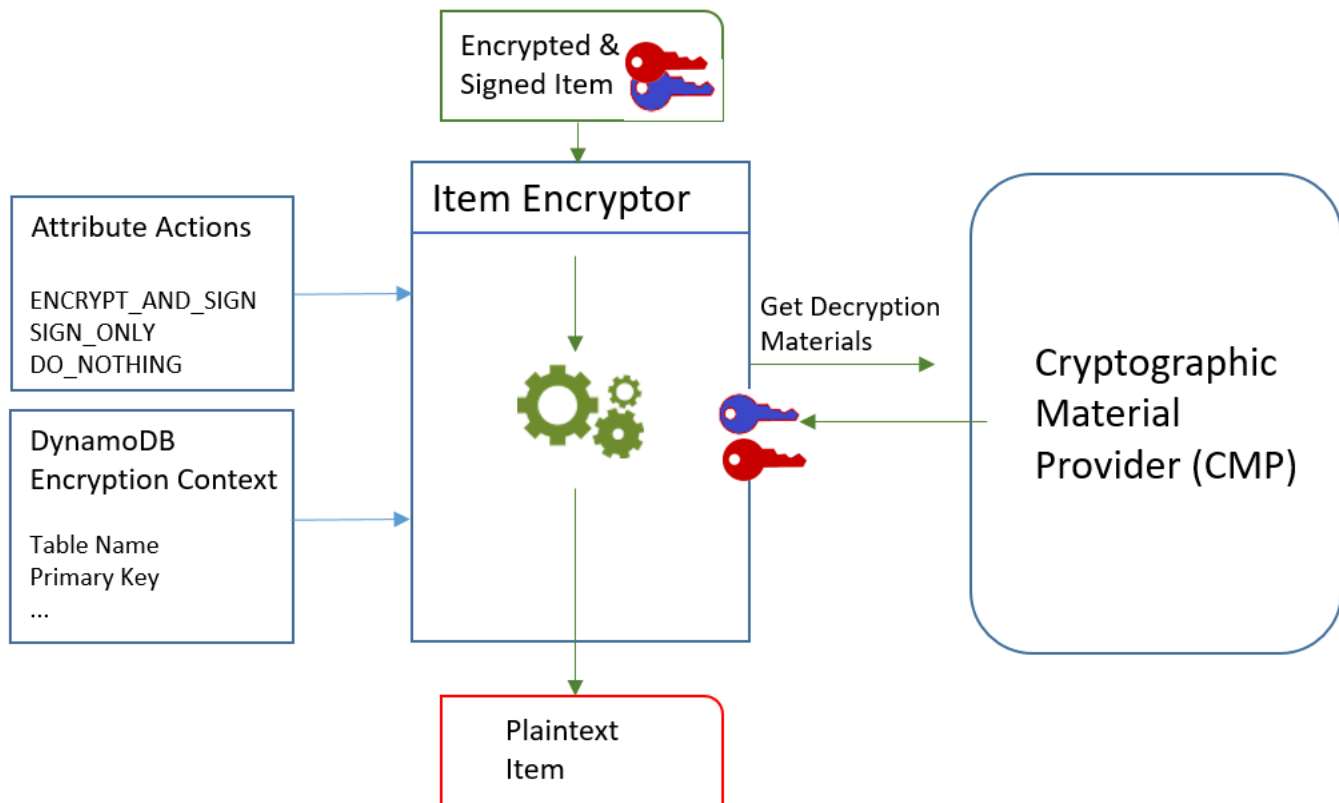 Encrypted &
Signed Item
Item Encryptor
Attribute Actions
ENCRYPT_AND_SIGN
SIGN_ONLY
DO_NOTHING
Get Decryption
Materials
Cryptographic
Material
Provider (CMP)
DynamoDB
Encryption Context
Table Name
Primary Key
...
Plaintext
Item